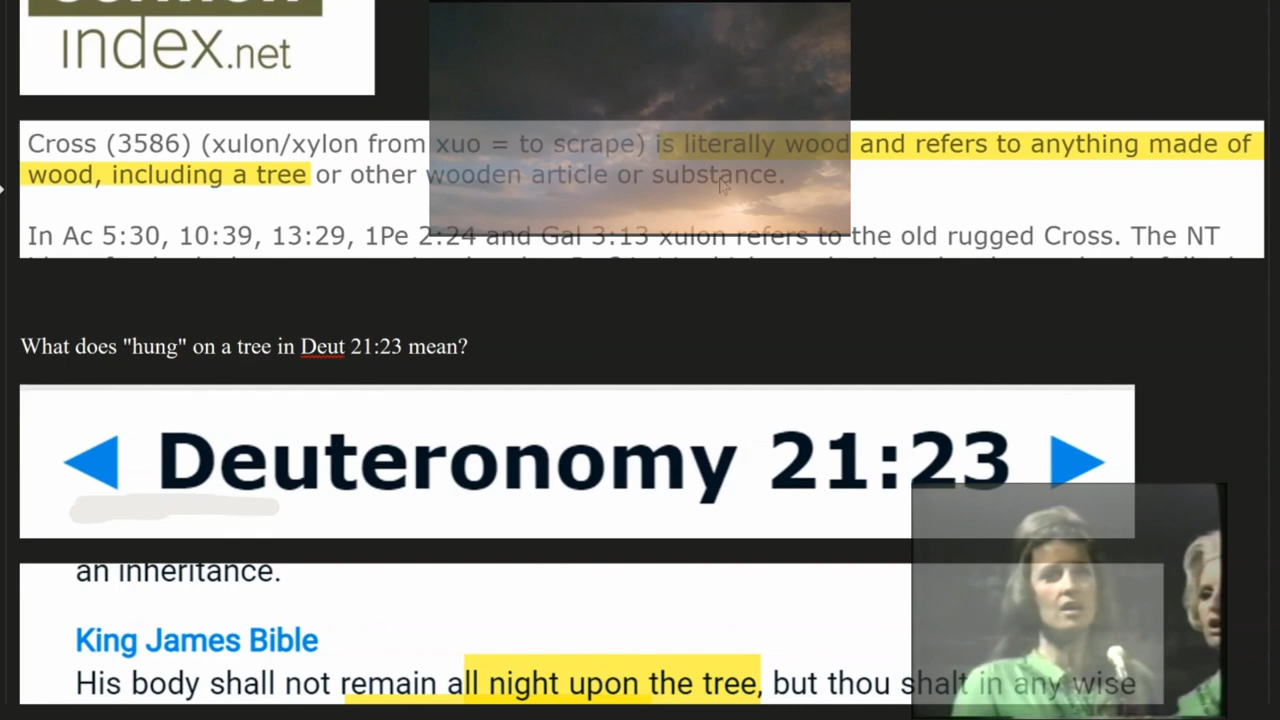 index.net
Cross (3586) (xulon/xylon from xuo = to scrape) is literally wood and refers to anything made of
wood, including a tree or other wooden article or substance.
In Ac 5:30, 10:39, 13:29, 1Pe 2:24 and Gal 3:13 xulon refers to the old rugged Cross. The NT
What does "hung" on a tree in Deut 21:23 mean?
Deuteronomy 21:23
an inheritance.
King James Bible
His body shall not remain all night upon the tree, but thou shalt in any wise